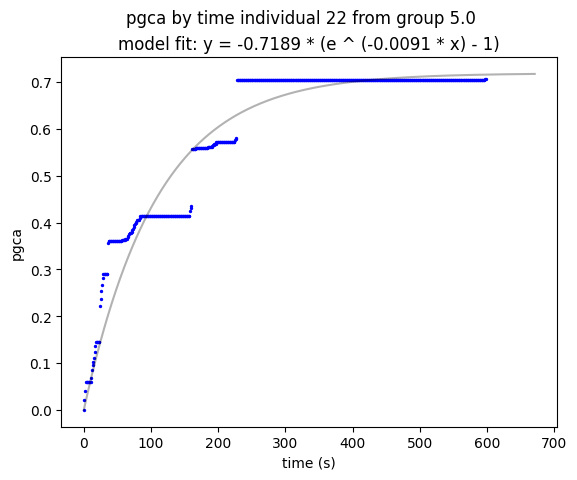 pgca by time individual 22 from group 5.0
model fit: y = -0.7189 * (e ^ (-0.0091 * x) - 1)
0.7
0.6
0.5
0.4
0.3
0.2
0.1
0.0
pgca
0 100 200 300 400 500 600 700
time (s)